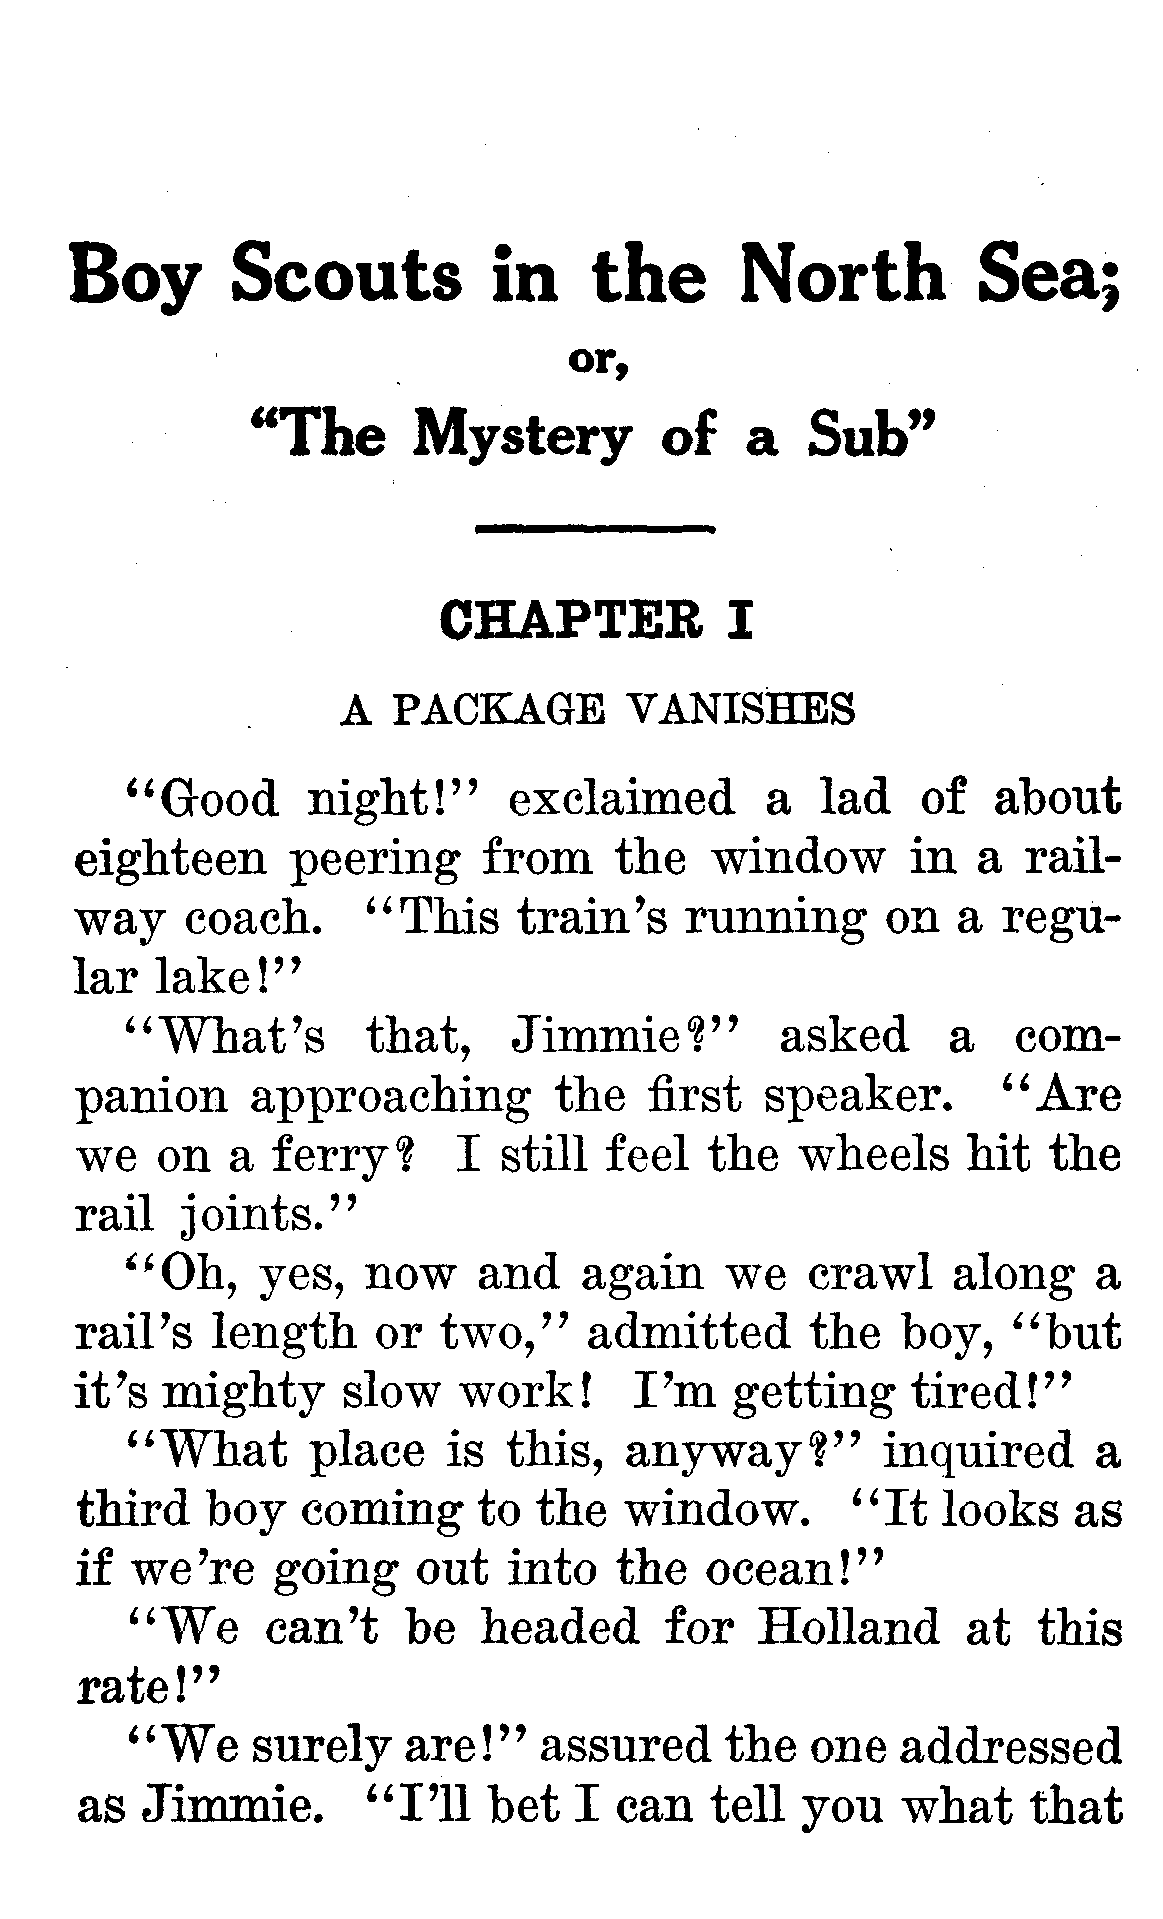 Boy Scouts in the North Sea;
or,
“The Mystery of a Sub”
CHAPTER I
A PACKAGE VANISHES
“Good night!” exclaimed a lad of about
eighteen peering from the window in a rail-
way coach. “This train’s running on a regu-
lar lake!”
“What’s that, Jimmie?” asked a com-
panion approaching the first speaker. “Are
we on a ferry? I still feel the wheels hit the
rail joints.”
“Oh, yes, now and again we crawl along a
rail’s length or two,” admitted the boy, “but
it’s mighty slow work! I’m getting tired!”
“What place is this, anyway?” inquired a
third boy coming to the window. “It looks as
if we’re going out into the ocean!”
“We can’t be headed for Holland at this
rate!”
“We surely are!” assured the one addressed
as Jimmie. “I’ll bet I can tell you what that